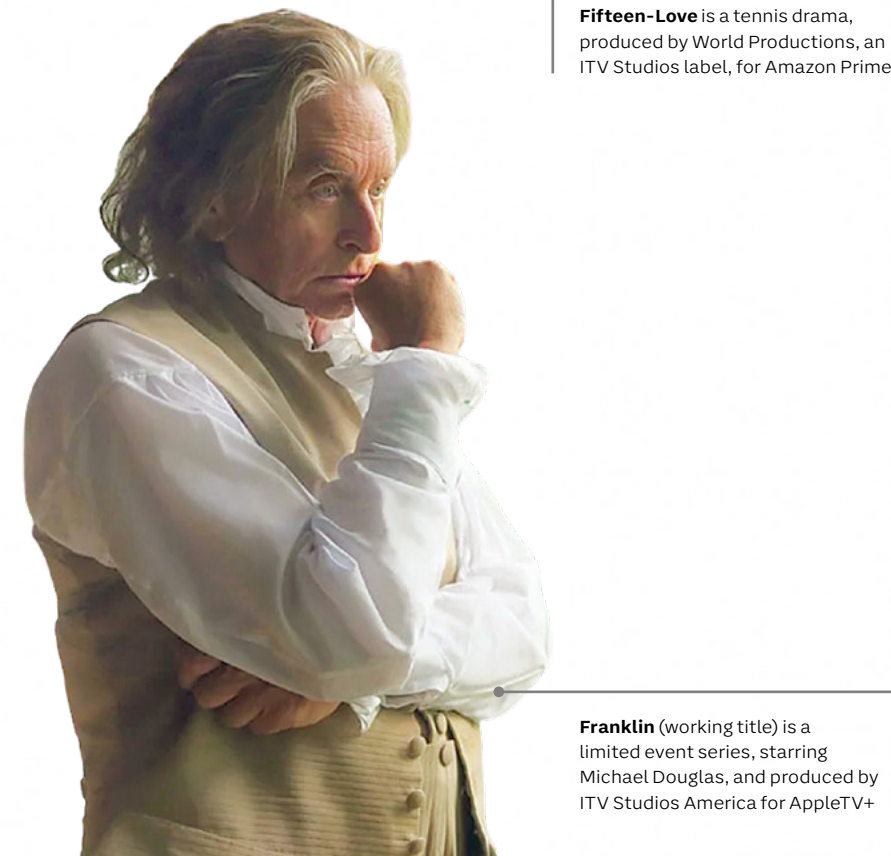 Fifteen-Love is a tennis drama,
produced by World Productions, an
ITV Studios label, for Amazon Prime
Franklin (working title) is a
limited event series, starring
Michael Douglas, and produced by
ITV Studios America for AppleTV+